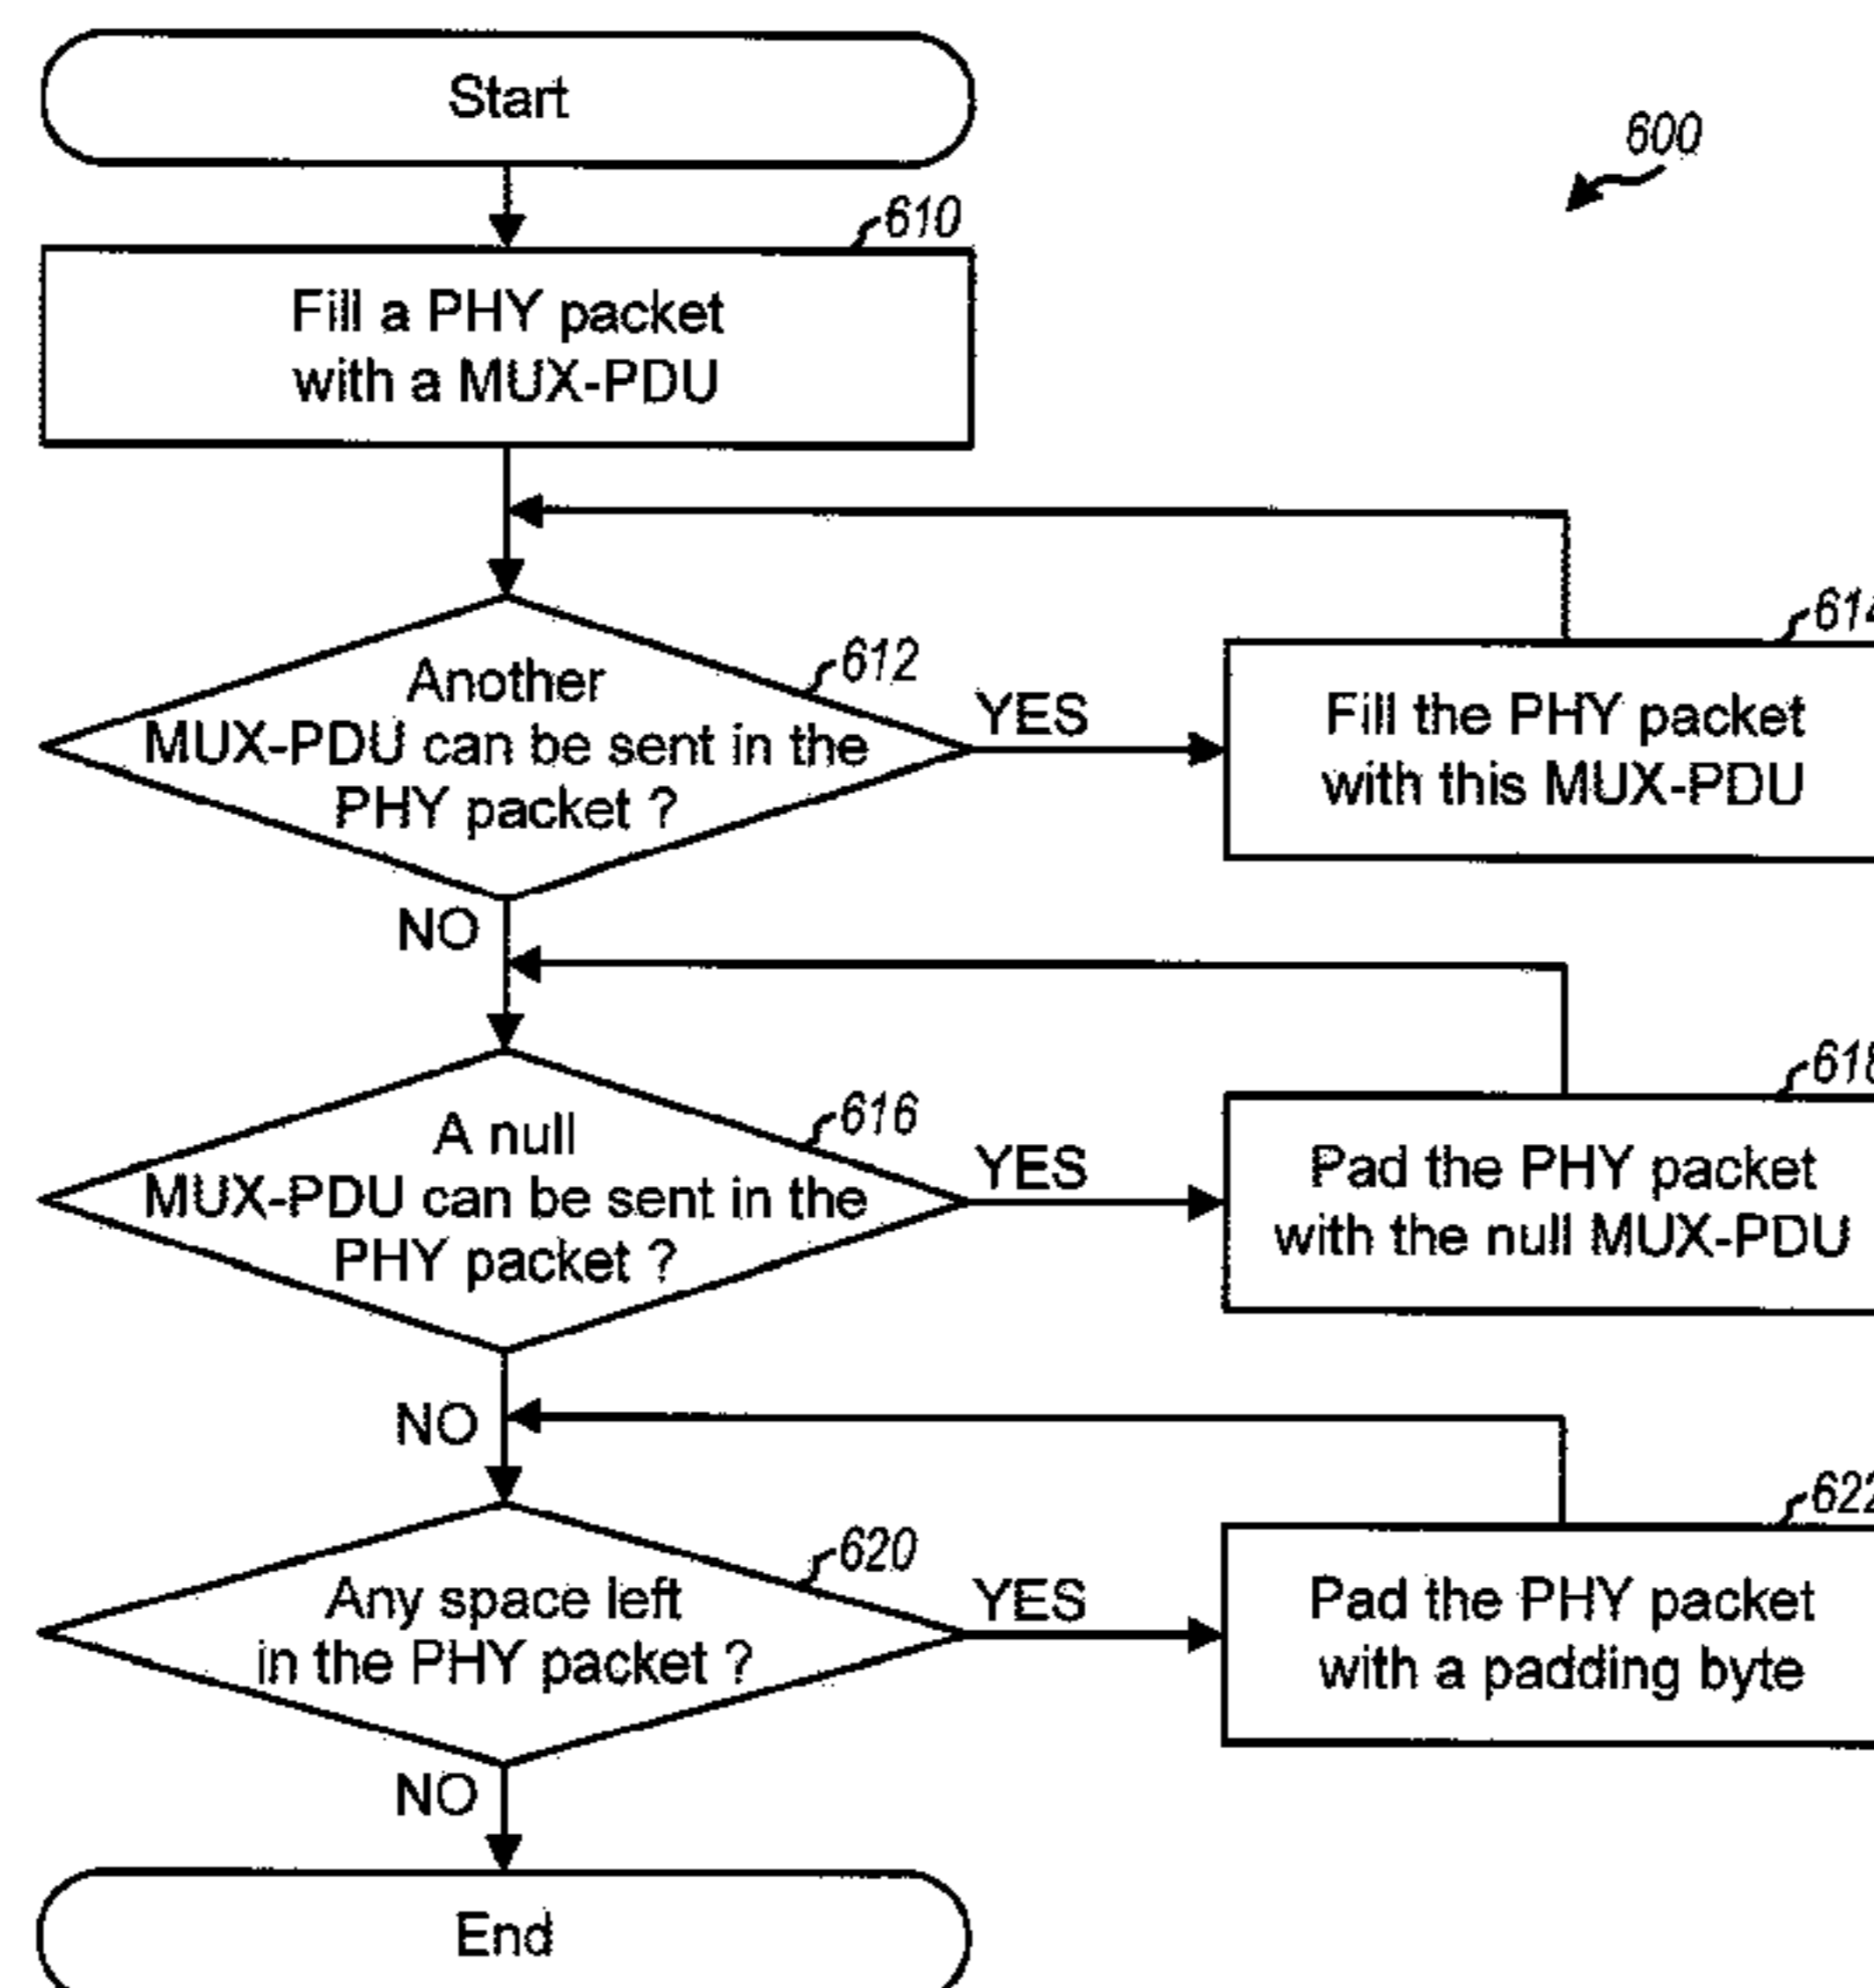 Start
600
610
Fill a PHY packet
with a MUX-PDU
612
Another
MUX-PDU can be sent in the
PHY packet ?
YES
614
Fill the PHY packet
with this MUX-PDU
NO
616
A null
MUX-PDU can be sent in the
PHY packet ?
YES
618
Pad the PHY packet
with the null MUX-PDU
NO
620
Any space left
in the PHY packet ?
YES
622
Pad the PHY packet
with a padding byte
NO
End